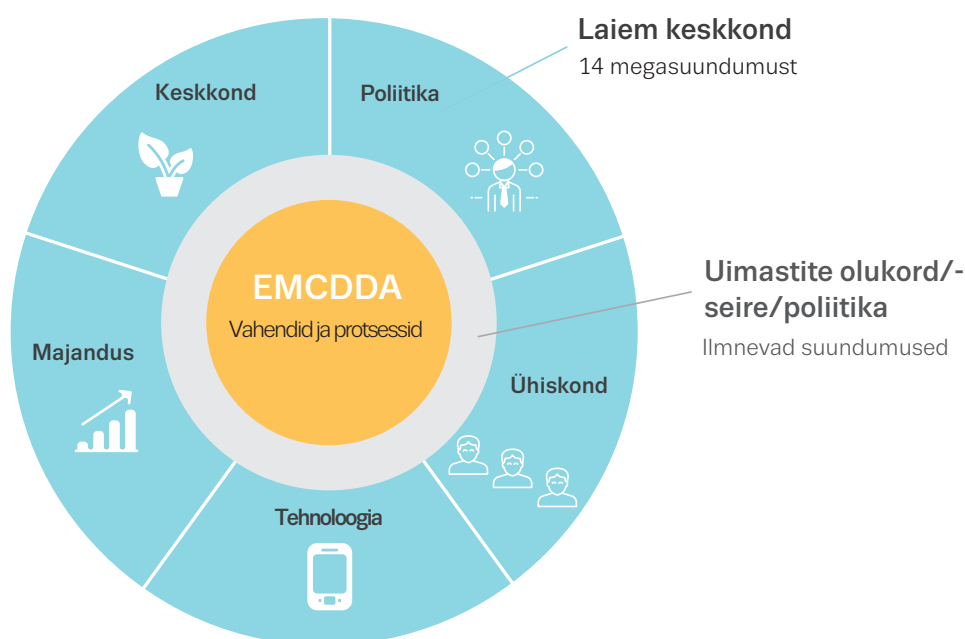 Laiem keskkond
14 megasuundumust
Keskkond
Poliitika
EMCDDA
Vahendid ja protsessid
Uimastite olukord/-
seire/poliitika
Ilmnevad suundumused
Majandus
Ühiskond
Tehnoloogia